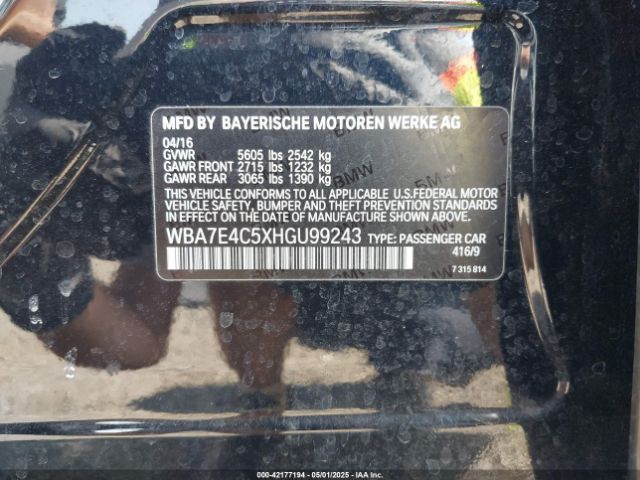 MFD BY BAYERISCHE MOTOREN WERKE AG
04/16
GVWR 5605 lbs 2542 kg
GAWR FRONT 2715 lbs 1232 kg
GAWR REAR 3065 lbs 1390 kg
THIS VEHICLE CONFORMS TO ALL APPLICABLE U.S.FEDERAL MOTOR
VEHICLE SAFETY, BUMPER AND THEFT PREVENTION STANDARDS
IN EFFECT ON THE DATE OF MANUFACTURE SHOWN ABOVE.
WBA7E4C5XHGU99243 TYPE: PASSENGER CAR
416/9
7 315 814
000-42177194 - 05/01/2025 - IAA Inc.